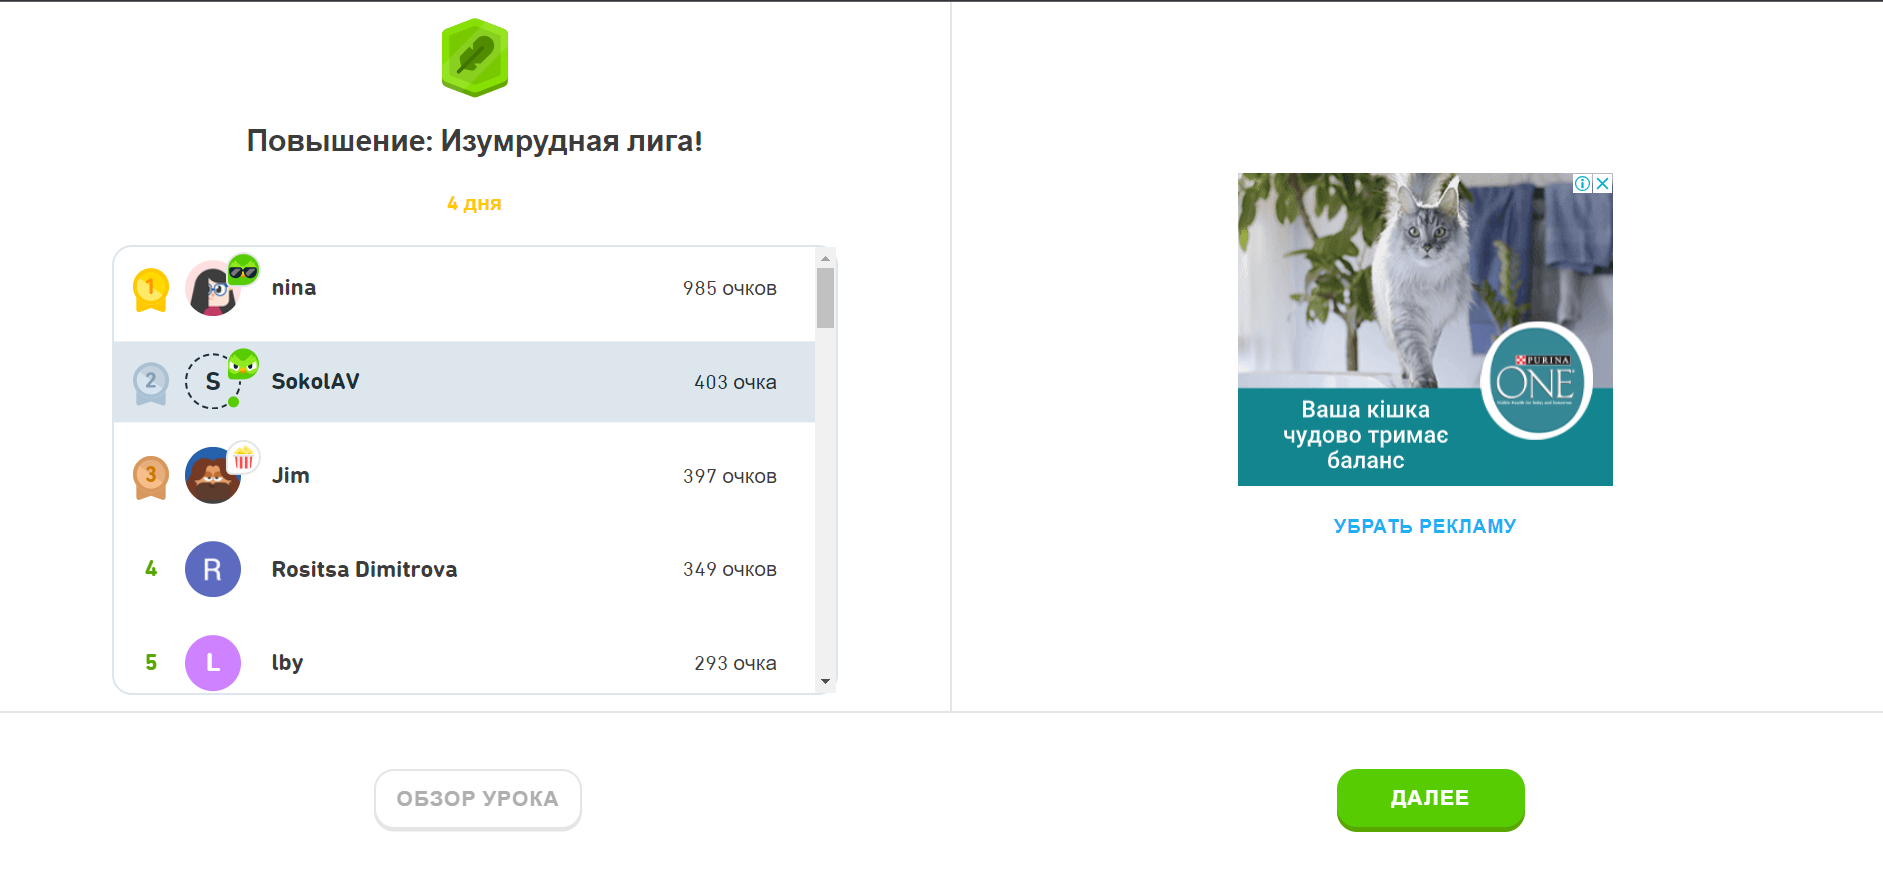 Повышение: Изумрудная лига!
4 дня
1 nina 985 очков
2 S SokolAV 403 очка
3 Jim 397 очков
4 R Rositsa Dimitrova 349 очков
5 L lby 293 очка
PURINA
ONE
Ваша кішка
чудово тримає
баланс
УБРАТЬ РЕКЛАМУ
ОБЗОР УРОКА
ДАЛЕЕ